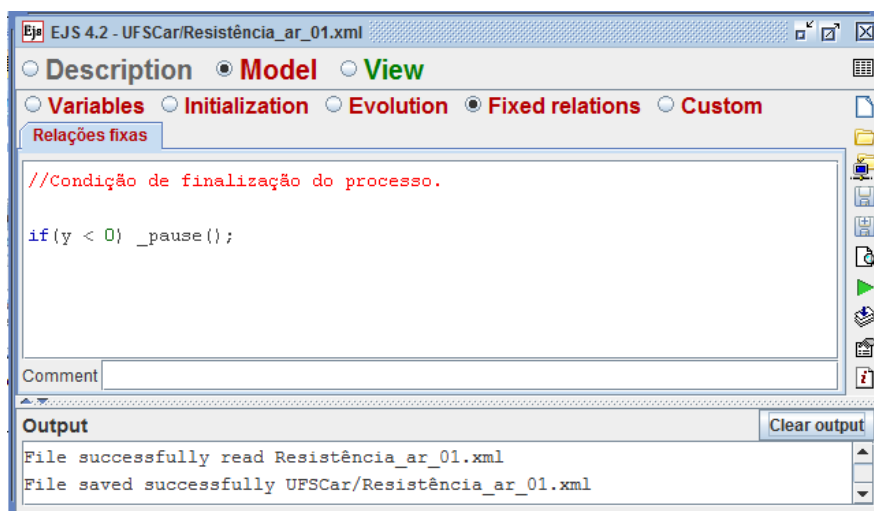 Ejs EJS 4.2 - UFSCar/Resistência_ar_01.xml
Description Model View
Variables Initialization Evolution Fixed relations Custom
Relações fixas
//Condição de finalização do processo.
if(y < 0) _pause();
Comment
Output Clear output
File successfully read Resistência_ar_01.xml
File saved successfully UFSCar/Resistência_ar_01.xml